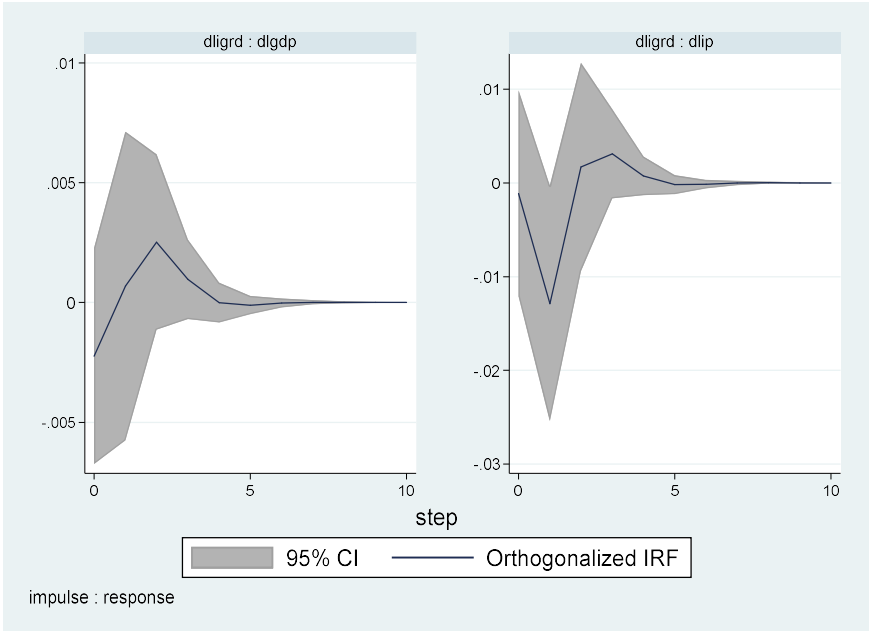 dligrd : dlgdp
dligrd : dlip
.01
.005
0
-.005
0
5
10
.01
0
-.01
-.02
-.03
0
5
10
step
95% CI
Orthogonalized IRF
impulse : response